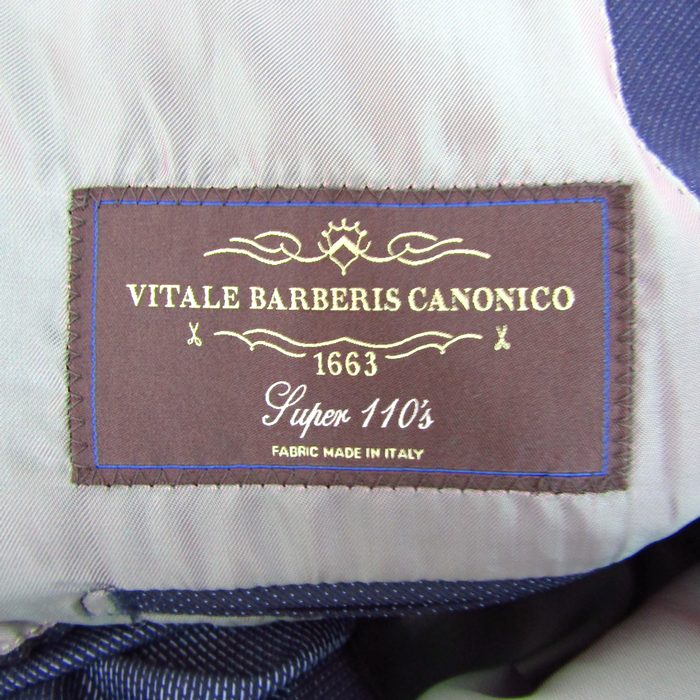 VITALE BARBERIS CANONICO
1663
Super 110's
FABRIC MADE IN ITALY